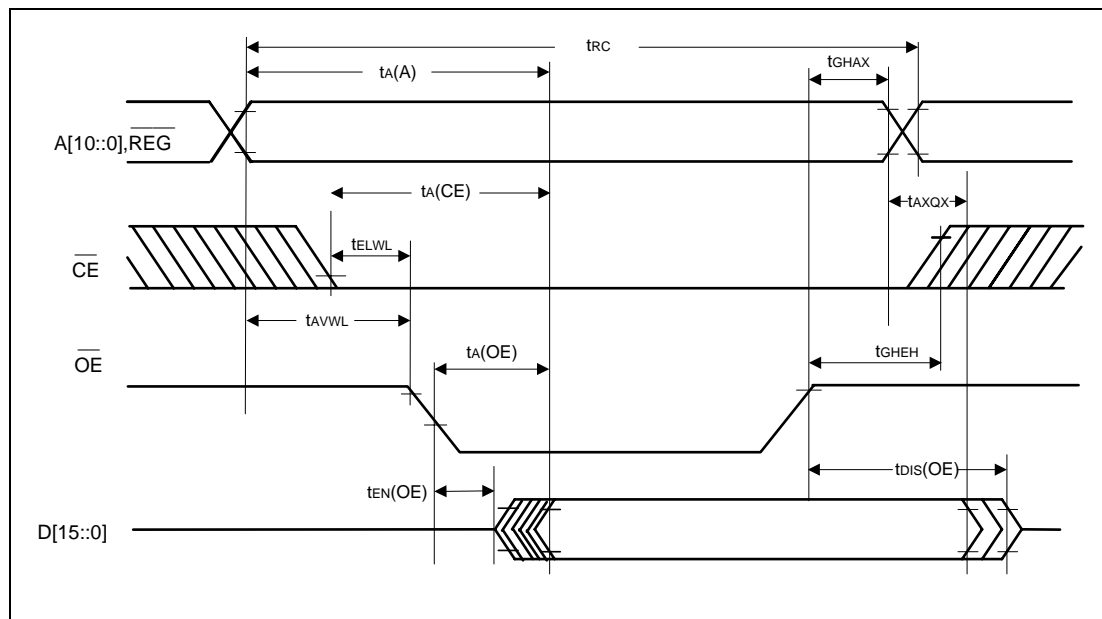 tRC
tA(A)
tGHAX
A[10::0],REG
tA(CE)
tAXQX
tELWL
CE
tAVWL
tA(OE)
tGHEH
OE
tDIS(OE)
tEN(OE)
D[15::0]